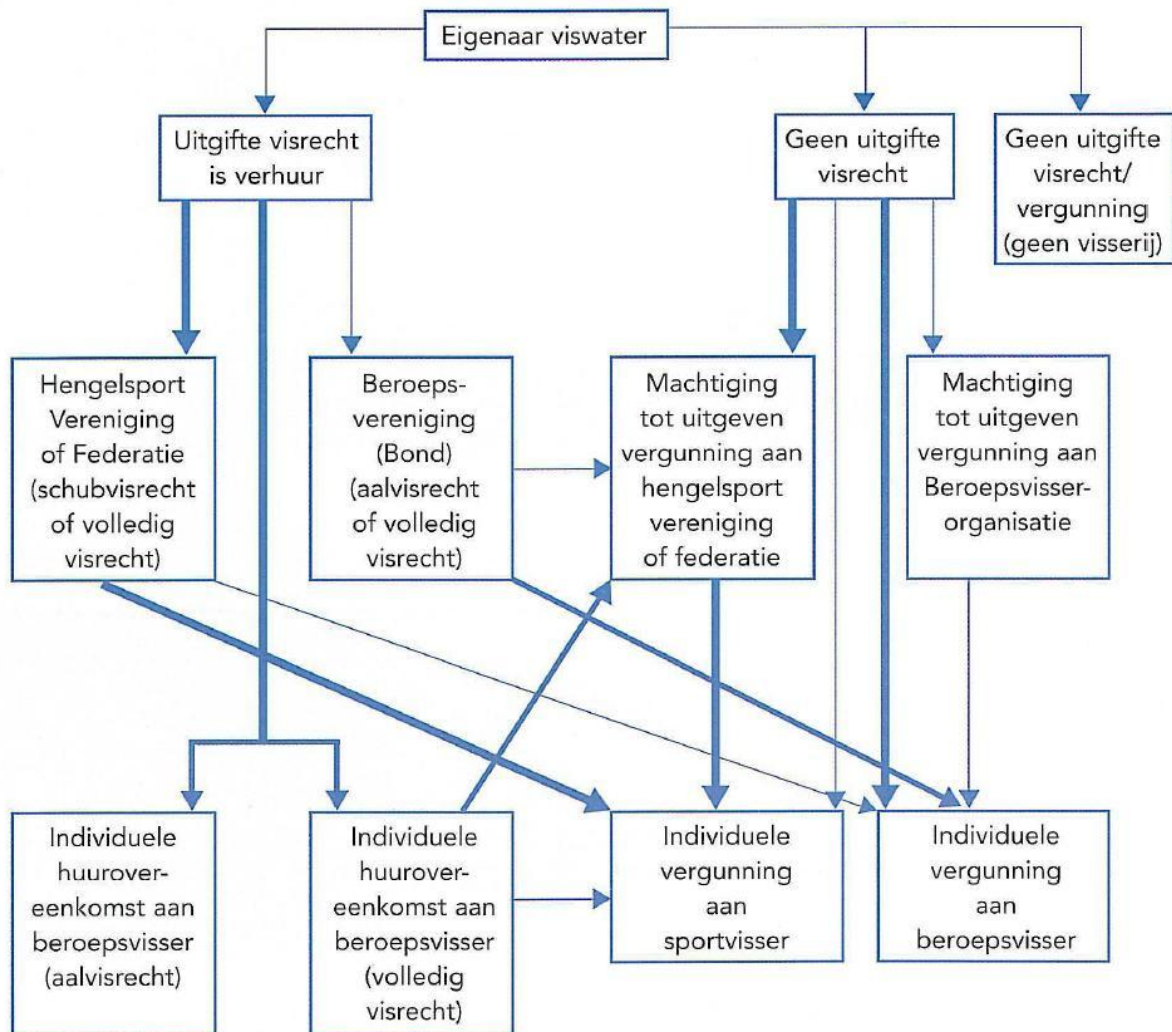 Eigenaar viswater
Uitgifte visrecht
is verhuur
Geen uitgifte
visrecht
Geen uitgifte
visrecht/
vergunning
(geen visserij)
Hengelsport
Vereniging
of Federatie
(schubvisrecht
of volledig
visrecht)
Beroeps-
vereniging
(Bond)
(aalvisrecht
of volledig
visrecht)
Machtiging
tot uitgeven
vergunning aan
hengelsport
vereniging
of federatie
Machtiging
tot uitgeven
vergunning aan
Beroepsvisser-
organisatie
Individuele
huurover-
eenkomst aan
beroepsvisser
(aalvisrecht)
Individuele
huurover-
eenkomst aan
beroepsvisser
(volledig
visrecht)
Individuele
vergunning
aan
sportvisser
Individuele
vergunning
aan
beroepsvisser